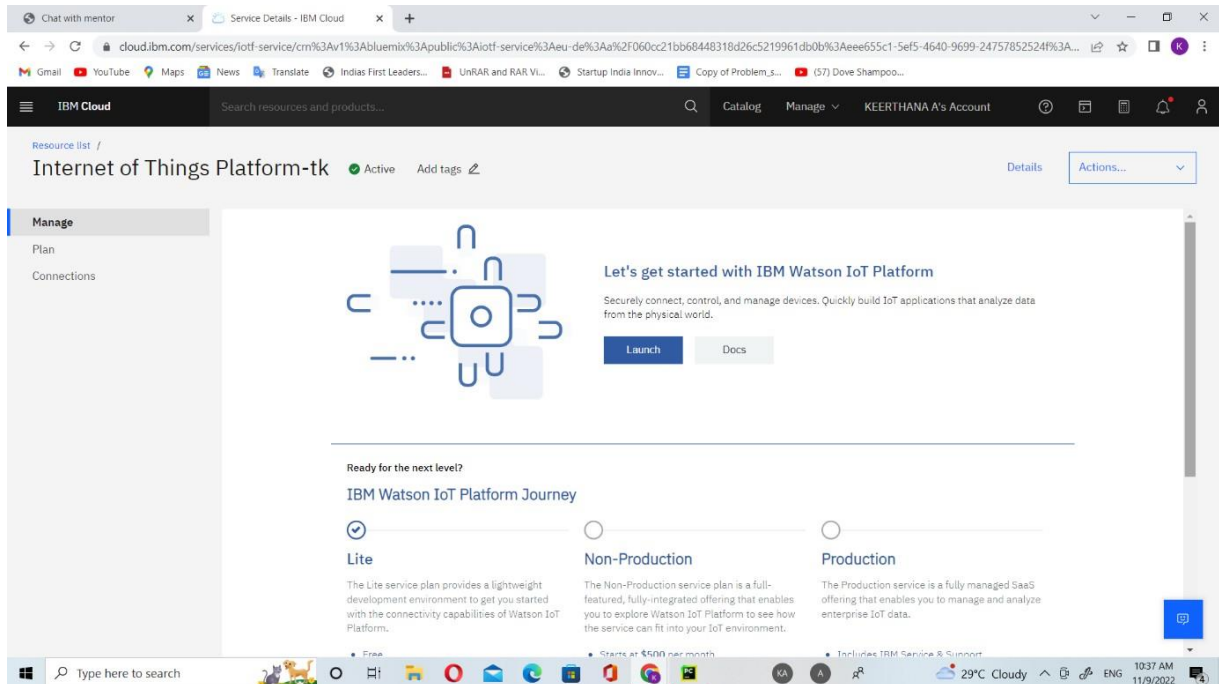 Chat with mentor
Service Details - IBM Cloud
cloud.ibm.com/services/iotf-service/crn%3Av1%3Abluemix%3Apublic%3Aiotf-service%3Aeu-de%3Aa%2F060cc21bb68448318d26c5219961db0b%3Aeee655c1-5ef5-4640-9699-24757852524f%3A...
K
Gmail YouTube Maps News Translate Indias First Leaders... UnRAR and RAR Vi... Startup India Innov... Copy of Problem_s... (57) Dove Shampoo...
IBM Cloud Search resources and products... Catalog Manage KEERTHANA A's Account
Resource list /
Internet of Things Platform-tk Active Add tags Details Actions...
Manage
Plan
Connections
Let's get started with IBM Watson IoT Platform
Securely connect, control, and manage devices. Quickly build IoT applications that analyze data
from the physical world.
Launch Docs
Ready for the next level?
IBM Watson IoT Platform Journey
Lite
The Lite service plan provides a lightweight
development environment to get you started
with the connectivity capabilities of Watson IoT
Platform.
• Free
Non-Production
The Non-Production service plan is a full-
featured, fully-integrated offering that enables
you to explore Watson IoT Platform to see how
the service can fit into your IoT environment.
• Starts at $500 per month
Production
The Production service is a fully managed SaaS
offering that enables you to manage and analyze
enterprise IoT data.
• Includes IBM Service & Support
Type here to search
PC
KA
A
29°C Cloudy
ENG
10:37 AM
11/9/2022
4